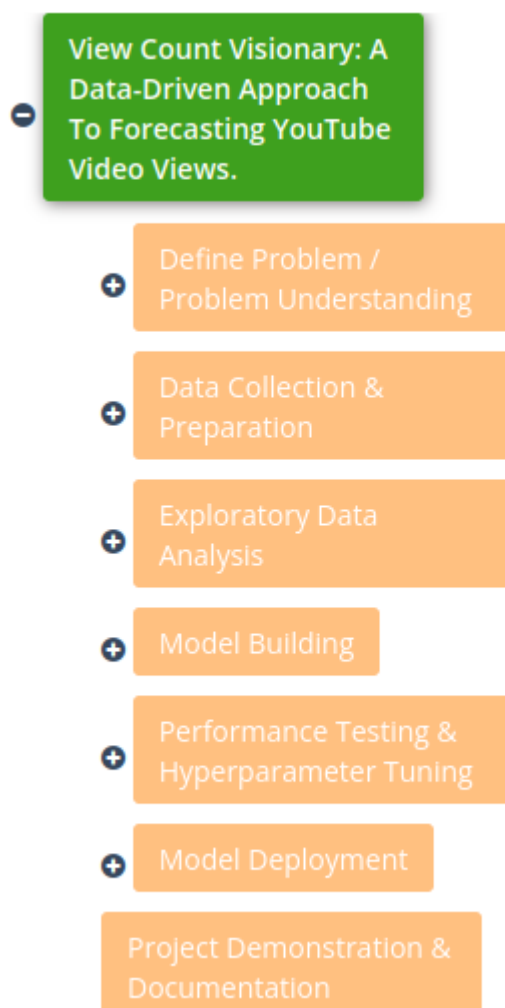 View Count Visionary: A
Data-Driven Approach
To Forecasting YouTube
Video Views.
Define Problem /
Problem Understanding
Data Collection &
Preparation
Exploratory Data
Analysis
Model Building
Performance Testing &
Hyperparameter Tuning
Model Deployment
Project Demonstration &
Documentation